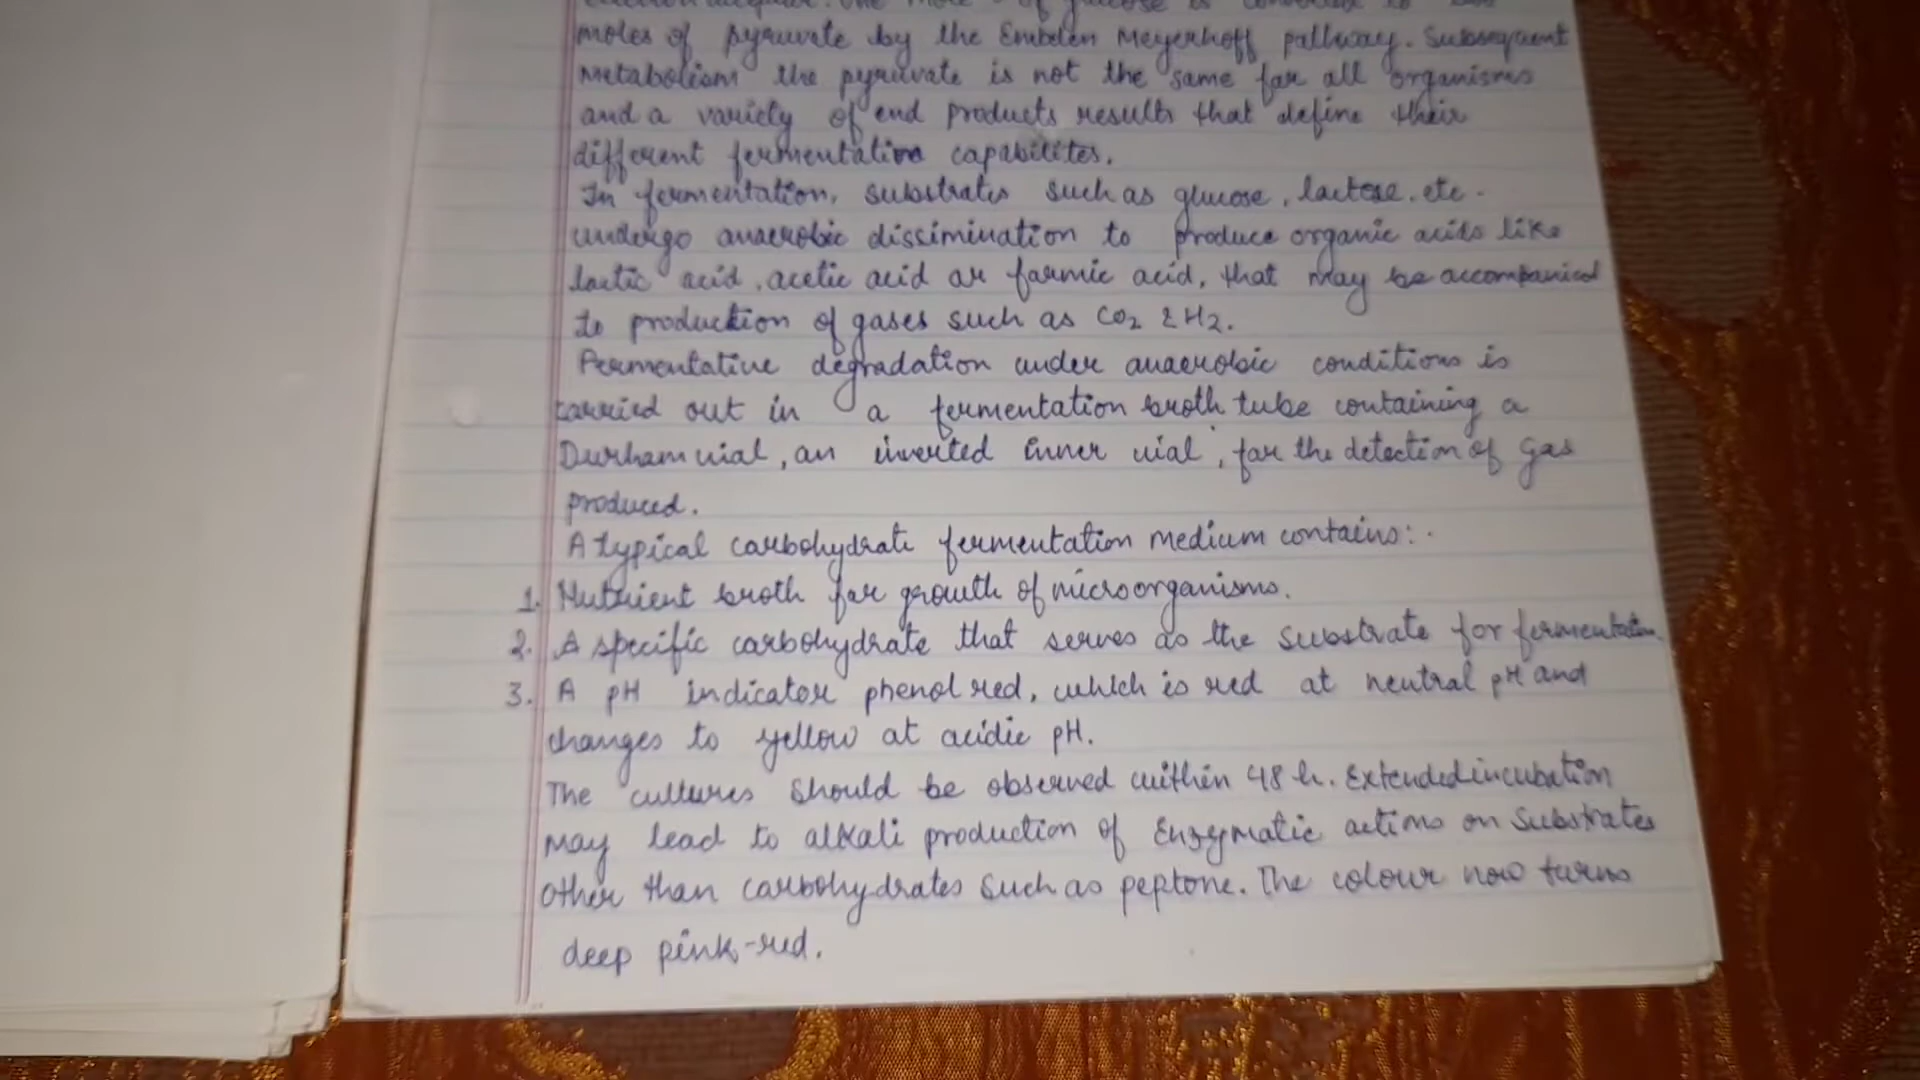 moles of pyruvate by the Embden Meyerhoff pathway. Subsequent
metabolism the pyruvate is not the same for all organisms
and a variety of end products results that define their
different fermentation capabilites.
In fermentation, substrates such as glucose, lactose, etc.
undergo anaerobic dissimination to produce organic acids like
lactic acid, acetic acid or formic acid, that may be accompanied
to production of gases such as CO2 & H2.
Fermentative degradation under anaerobic conditions is
carried out in a fermentation broth tube containing a
Durham vial, an inverted inner vial, for the detection of gas
produced.
A typical carbohydrate fermentation medium contains:-
1. Nutrient broth for growth of microorganisms.
2. A specific carbohydrate that serves as the substrate for fermentation.
3. A pH indicator phenol red, which is red at neutral pH and
changes to yellow at acidic pH.
The cultures should be observed within 48 h. Extended incubation
may lead to alkali production of Enzymatic actions on substrates
other than carbohydrates such as peptone. The colour now turns
deep pink-red.